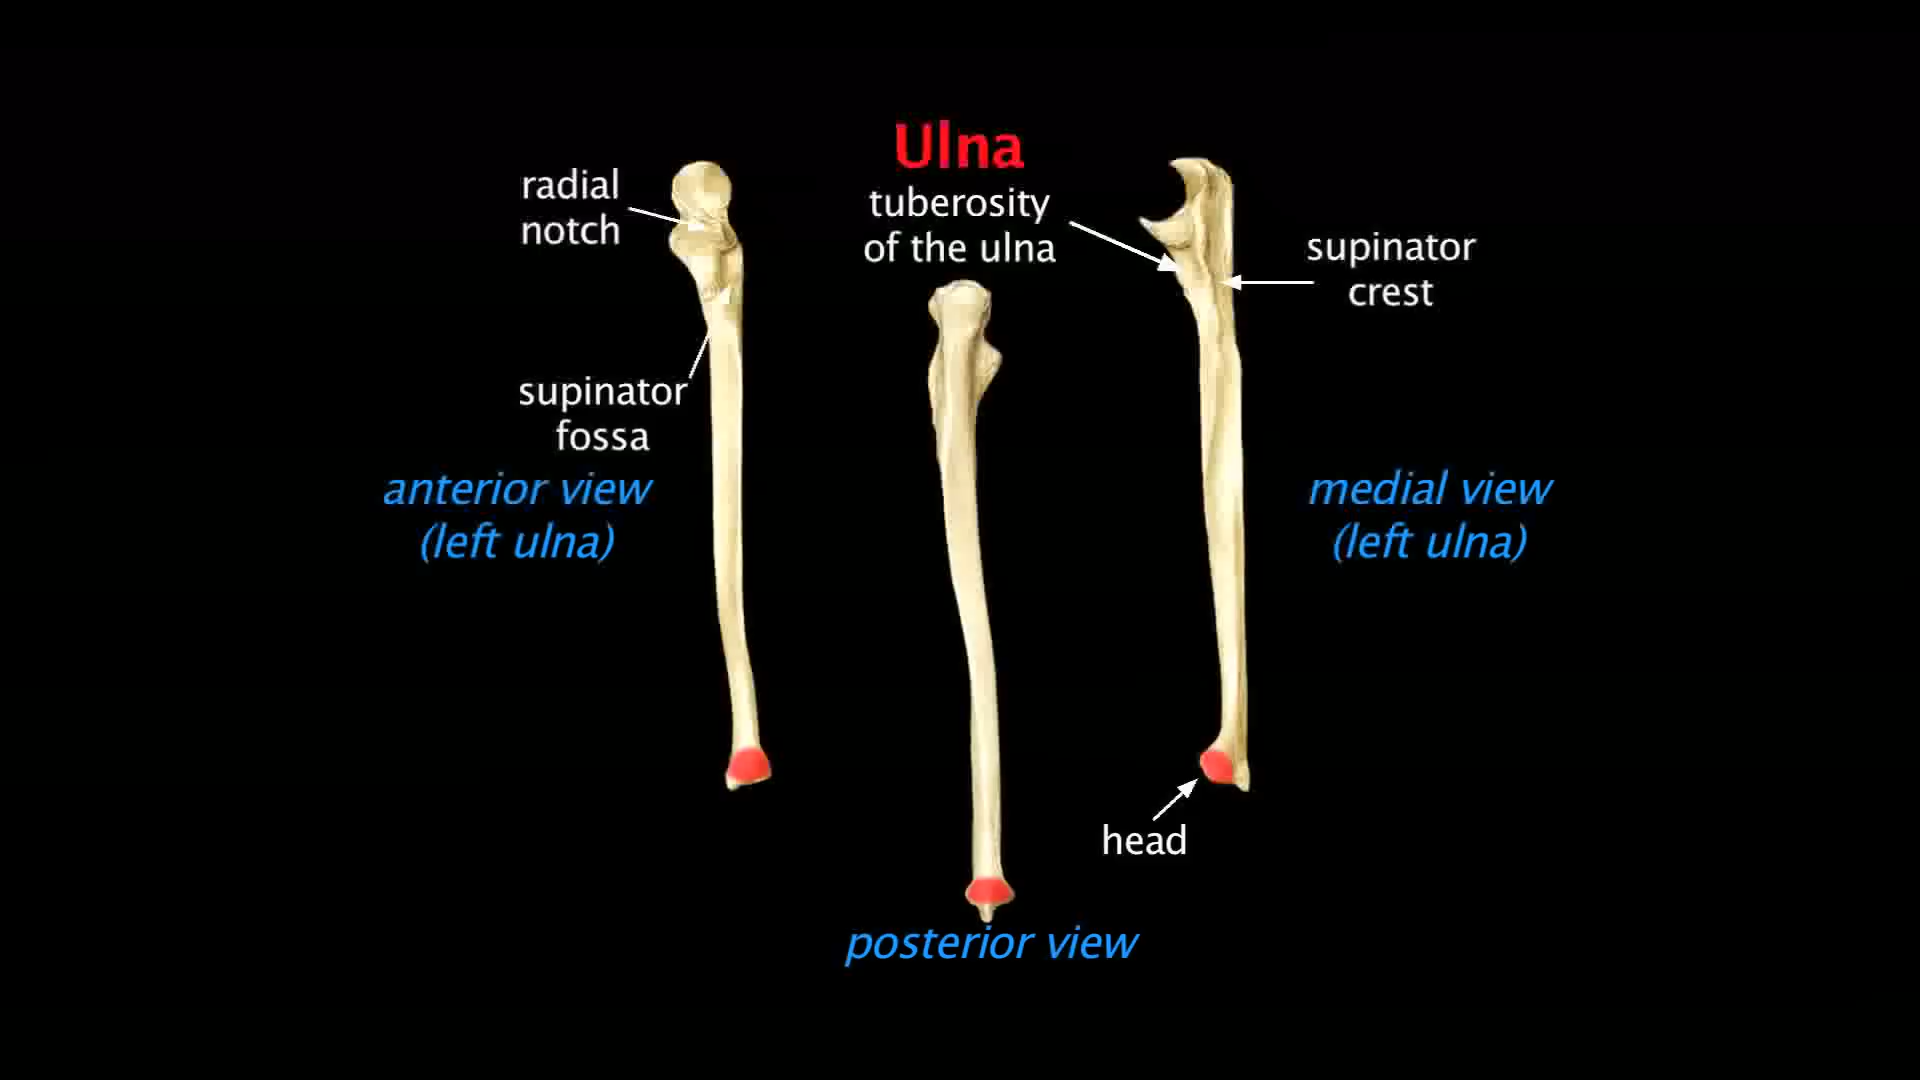 Ulna
radial
notch
tuberosity
of the ulna
supinator
crest
supinator
fossa
anterior view
(left ulna)
medial view
(left ulna)
head
posterior view